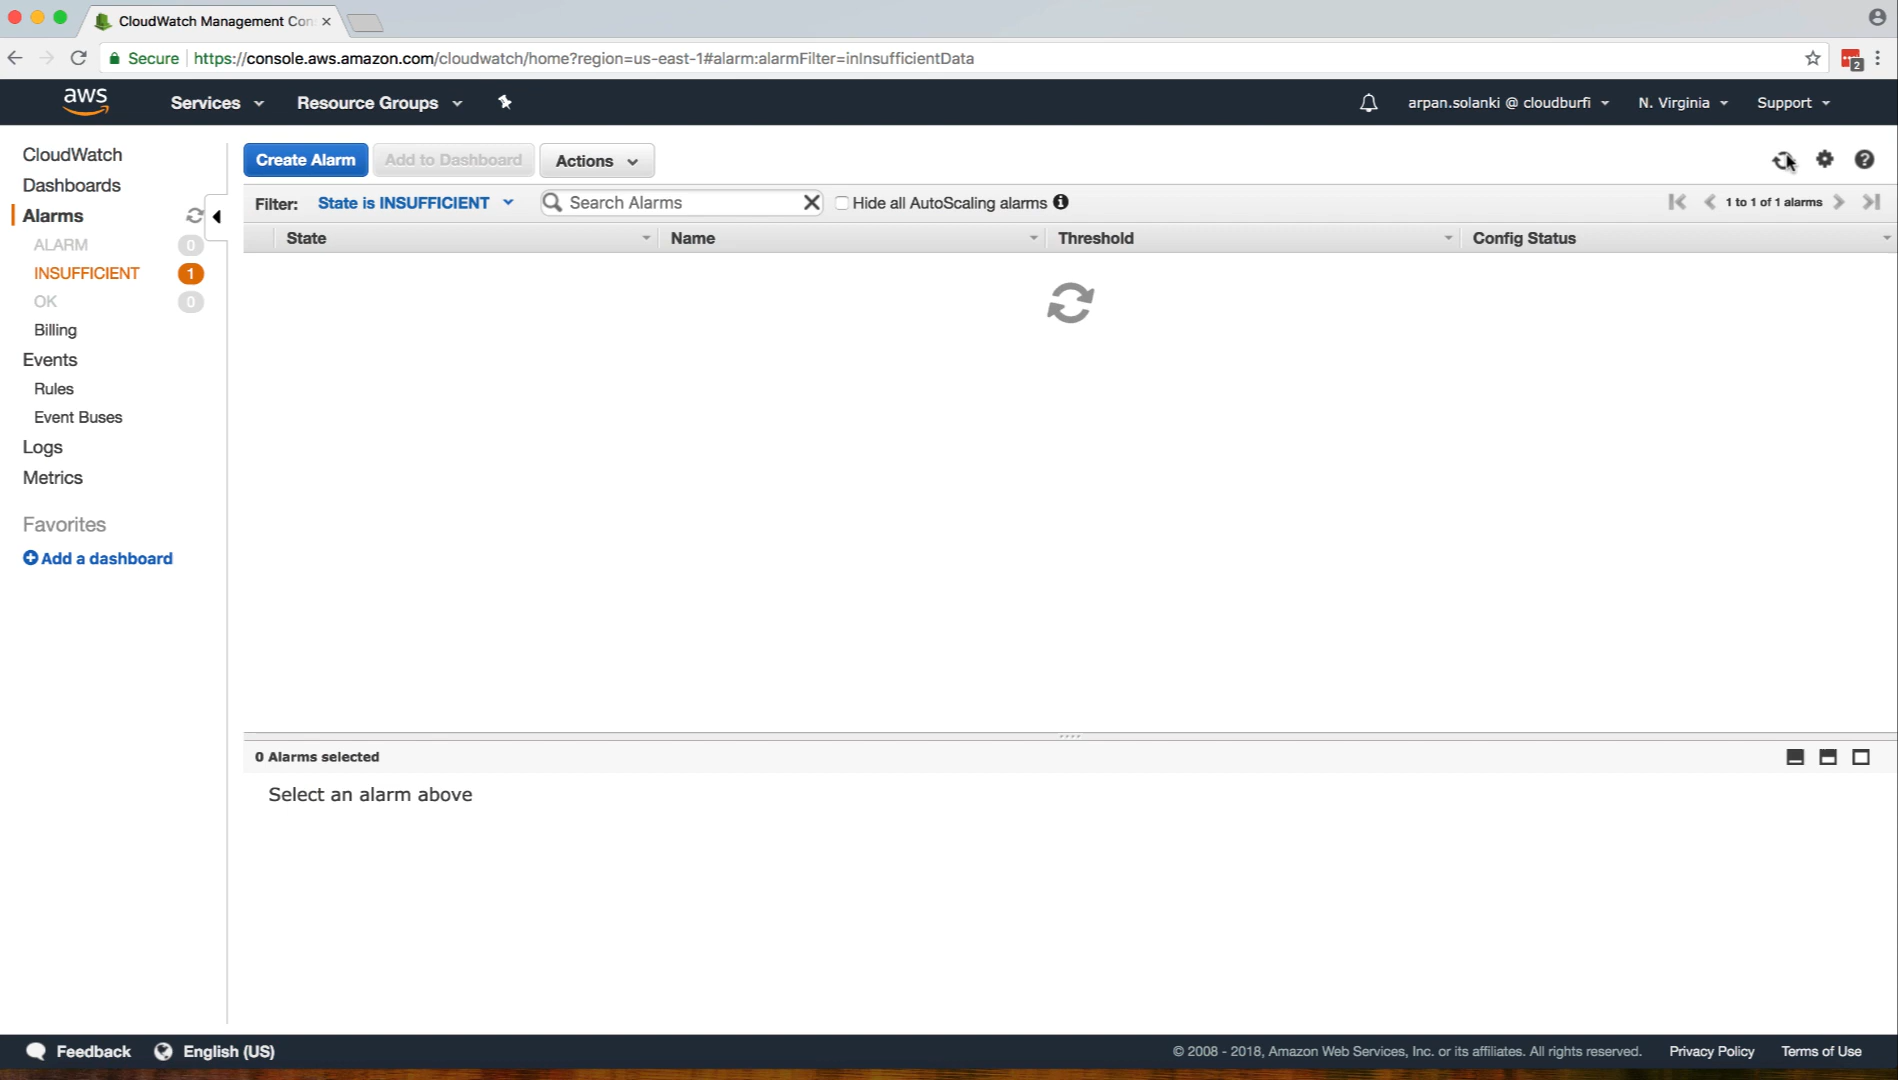 CloudWatch Management Con
Secure https://console.aws.amazon.com/cloudwatch/home?region=us-east-1#alarm:alarmFilter=inInsufficientData
2
aws Services Resource Groups arpan.solanki @ cloudburfi N. Virginia Support
CloudWatch
Dashboards
Alarms
ALARM 0
INSUFFICIENT 1
OK 0
Billing
Events
Rules
Event Buses
Logs
Metrics
Favorites
Add a dashboard
Create Alarm Add to Dashboard Actions
Filter: State is INSUFFICIENT Search Alarms Hide all AutoScaling alarms 1 to 1 of 1 alarms
State Name Threshold Config Status
0 Alarms selected
Select an alarm above
Feedback English (US) © 2008 - 2018, Amazon Web Services, Inc. or its affiliates. All rights reserved. Privacy Policy Terms of Use